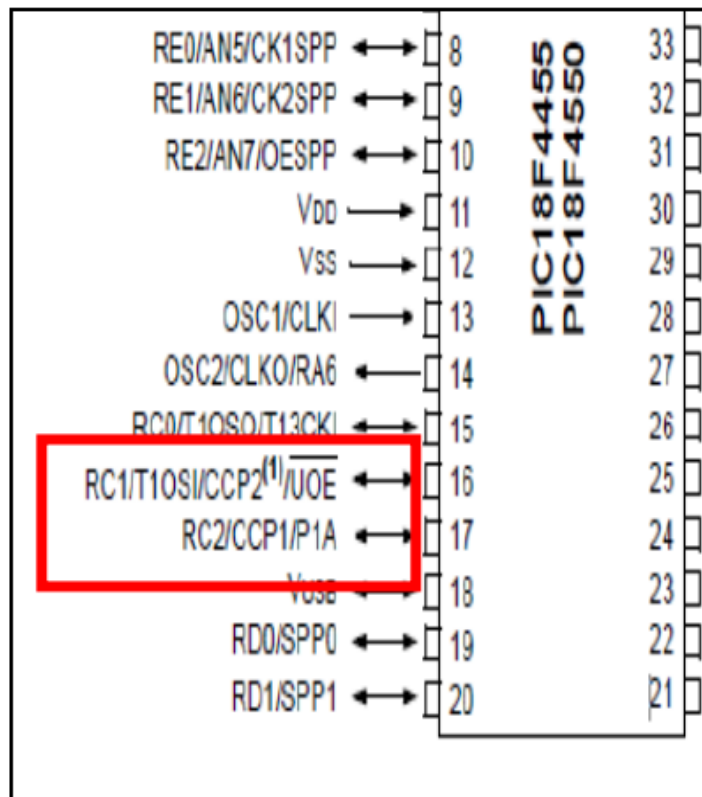 RE0/AN5/CK1SPP 8
RE1/AN6/CK2SPP 9
RE2/AN7/OESPP 10
VDD 11
VSS 12
OSC1/CLKI 13
OSC2/CLKO/RA6 14
RC0/T1OSO/T13CKI 15
RC1/T1OSI/CCP2(1)/UOE 16
RC2/CCP1/P1A 17
VUSB 18
RD0/SPP0 19
RD1/SPP1 20
PIC18F4455
PIC18F4550
33
32
31
30
29
28
27
26
25
24
23
22
21